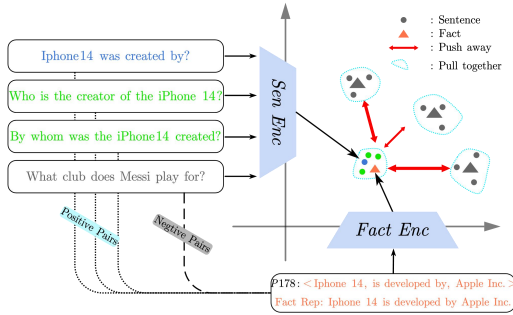 Iphone14 was created by?
Who is the creator of the iPhone 14?
By whom was the iPhone14 created?
What club does Messi play for?
Sen Enc
: Sentence
: Fact
: Push away
: Pull together
Positive Pairs
Negtive Pairs
Fact Enc
P178: <Iphone 14, is developed by, Apple Inc.>
Fact Rep: Iphone 14 is developed by Apple Inc.